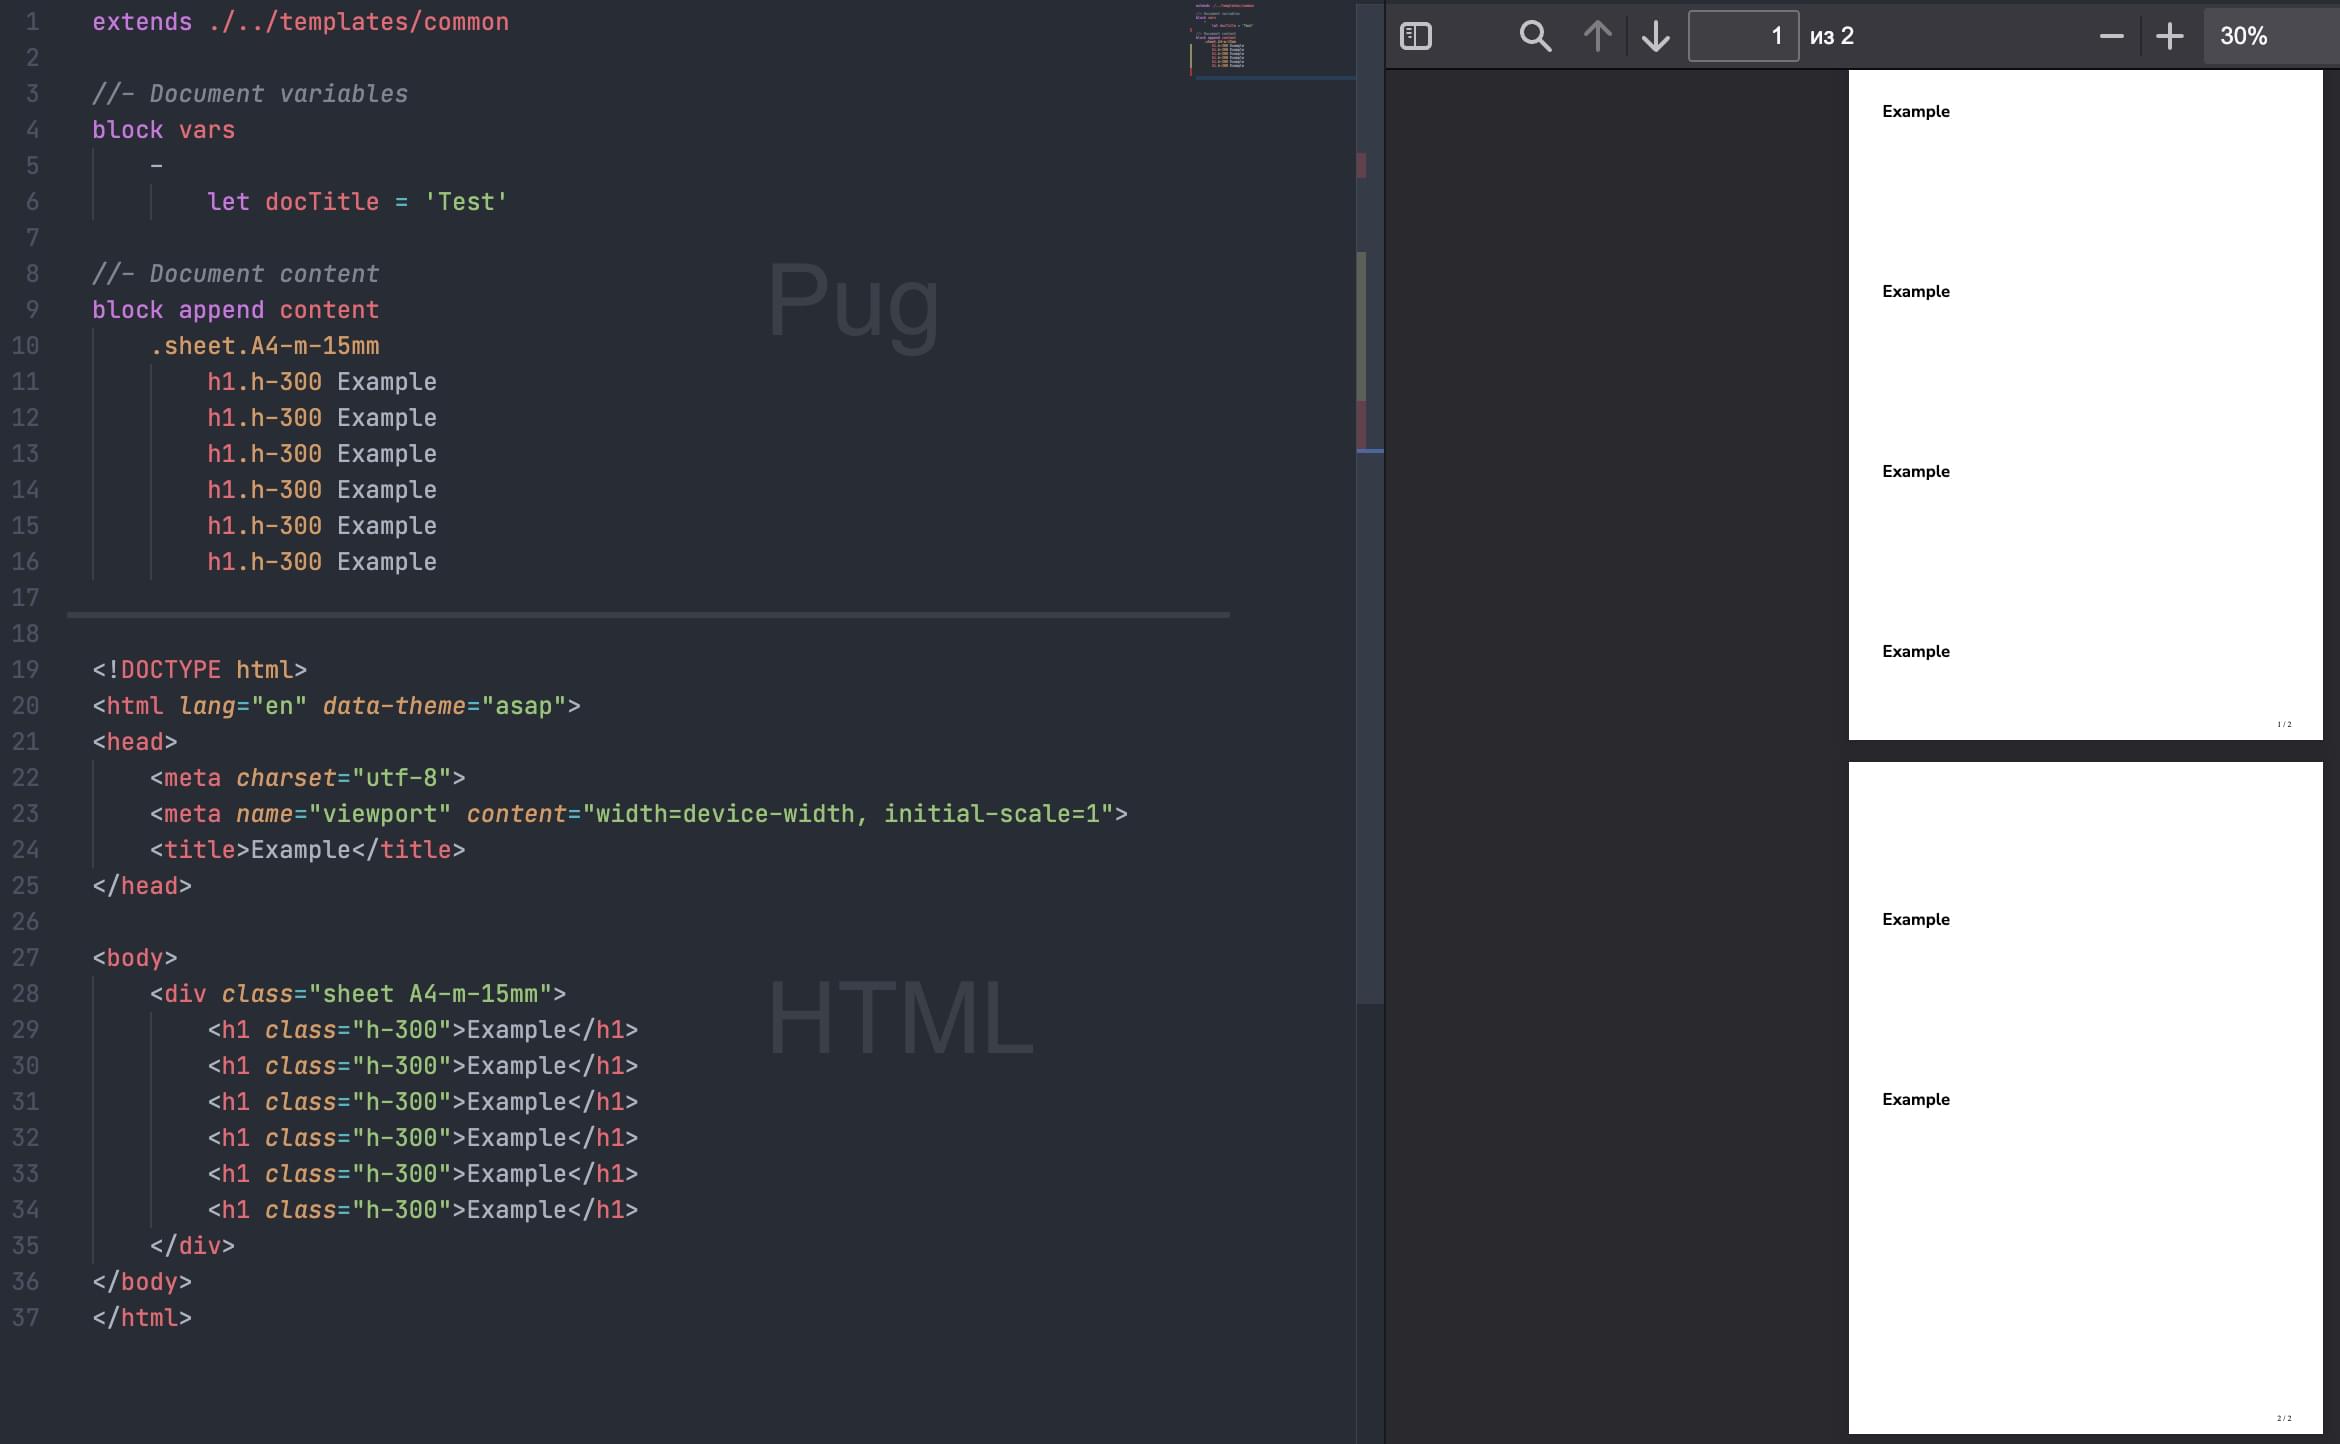 1 extends ./../templates/common
2
3 //- Document variables
4 block vars
5 -
6 let docTitle = 'Test'
7
8 //- Document content
9 block append content
10 .sheet.A4-m-15mm
11 h1.h-300 Example
12 h1.h-300 Example
13 h1.h-300 Example
14 h1.h-300 Example
15 h1.h-300 Example
16 h1.h-300 Example
17
18
19 <!DOCTYPE html>
20 <html lang="en" data-theme="asap">
21 <head>
22 <meta charset="utf-8">
23 <meta name="viewport" content="width=device-width, initial-scale=1">
24 <title>Example</title>
25 </head>
26
27 <body>
28 <div class="sheet A4-m-15mm">
29 <h1 class="h-300">Example</h1>
30 <h1 class="h-300">Example</h1>
31 <h1 class="h-300">Example</h1>
32 <h1 class="h-300">Example</h1>
33 <h1 class="h-300">Example</h1>
34 <h1 class="h-300">Example</h1>
35 </div>
36 </body>
37 </html>
Pug
HTML
1 из 2
30%
Example
Example
Example
Example
1 / 2
Example
Example
2 / 2